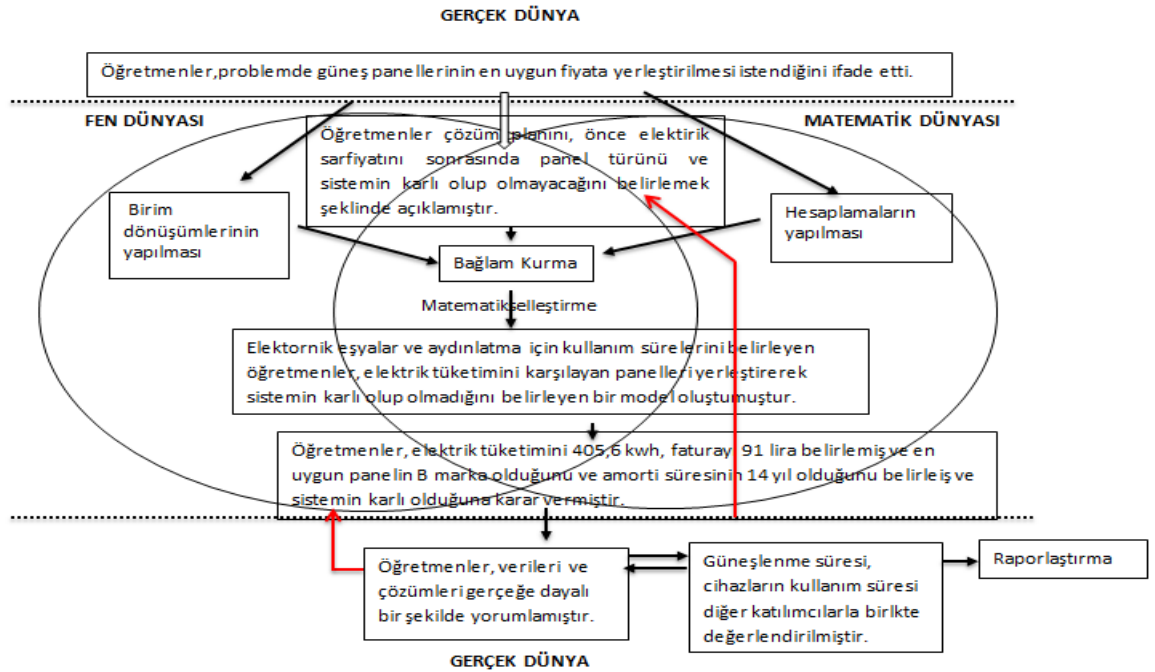 GERÇEK DÜNYA
Öğretmenler,problemde güneş panellerinin en uygun fiyata yerleştirilmesi istendiğini ifade etti.
FEN DÜNYASI
MATEMATİK DÜNYASI
Öğretmenler çözüm planını, önce elektirik
sarfiyatını sonrasında panel türünü ve
sistemin karlı olup olmayacağını belirlemek
şeklinde açıklamıştır.
Birim
dönüşümlerinin
yapılması
Hesaplamaların
yapılması
Bağlam Kurma
Matematikselleştirme
Elektornik eşyalar ve aydınlatma için kullanım sürelerini belirleyen
öğretmenler, elektrik tüketimini karşılayan panelleri yerleştirerek
sistemin karlı olup olmadığını belirleyen bir model oluştumuştur.
Öğretmenler, elektrik tüketimini 405,6 kwh, faturay 91 lira belirlemiş ve en
uygun panelin B marka olduğunu ve amorti süresinin 14 yıl olduğunu belirleiş ve
sistemin karlı olduğuna karar vermiştir.
Öğretmenler, verileri ve
çözümleri gerçeğe dayalı
bir şekilde yorumlamıştır.
Güneşlenme süresi,
cihazların kullanım süresi
diğer katılımcılarla birlkte
değerlendirilmiştir.
Raporlaştırma
GERÇEK DÜNYA